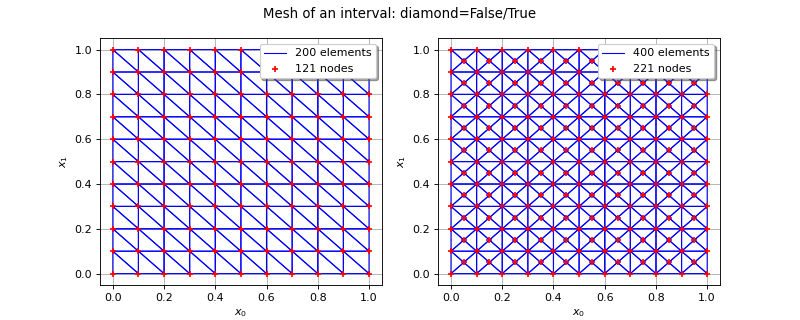 Mesh of an interval: diamond=False/True
1.0
0.8
0.6
0.4
0.2
0.0
x₁
0.0 0.2 0.4 0.6 0.8 1.0
x₀
200 elements
121 nodes
1.0
0.8
0.6
0.4
0.2
0.0
x₁
0.0 0.2 0.4 0.6 0.8 1.0
x₀
400 elements
221 nodes